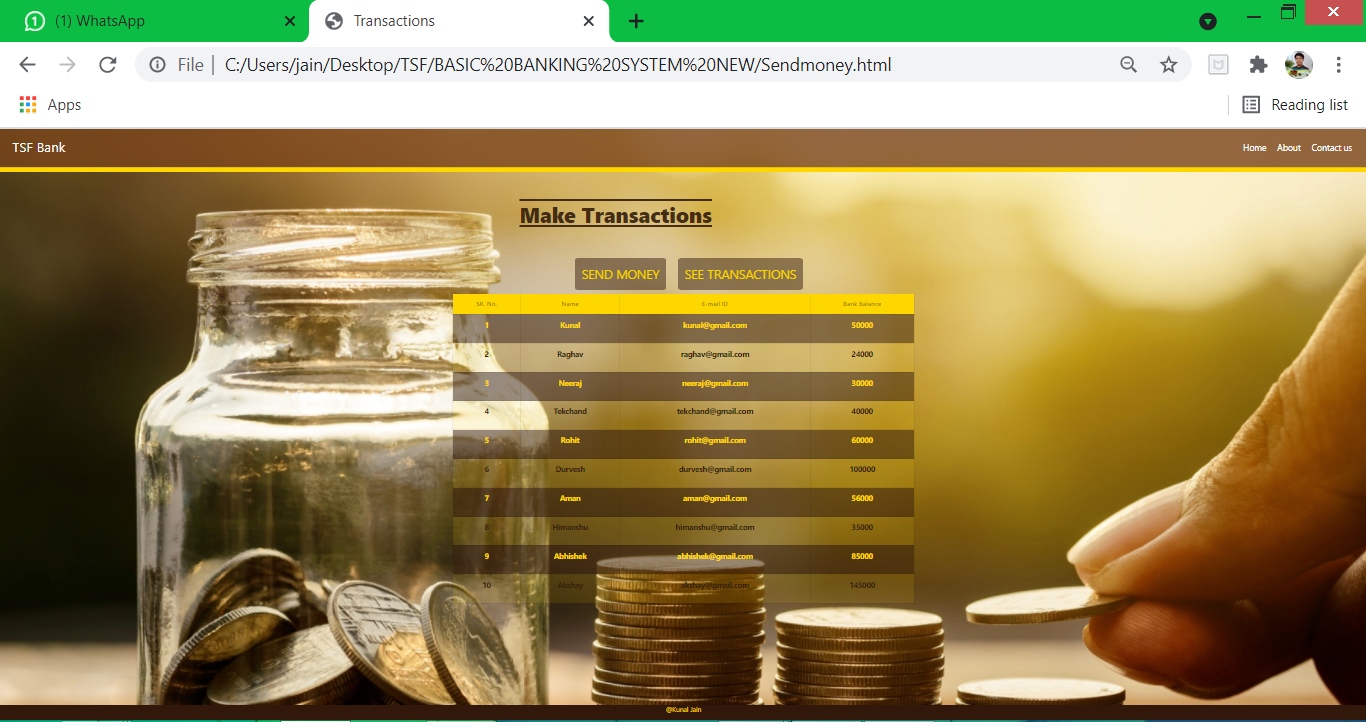 (1) WhatsApp
Transactions
File | C:/Users/jain/Desktop/TSF/BASIC%20BANKING%20SYSTEM%20NEW/Sendmoney.html
Apps
Reading list
TSF Bank
Home About Contact us
Make Transactions
SEND MONEY SEE TRANSACTIONS
SR. No. Name E-mail ID Bank Balance
1 Kunal kunal@gmail.com 50000
2 Raghav raghav@gmail.com 24000
3 Neeraj neeraj@gmail.com 30000
4 Tekchand tekchand@gmail.com 40000
5 Rohit rohit@gmail.com 60000
6 Durvesh durvesh@gmail.com 100000
7 Aman aman@gmail.com 56000
8 Himanshu himanshu@gmail.com 35000
9 Abhishek abhishek@gmail.com 85000
10 Akshay akshay@gmail.com 145000
@Kunal Jain